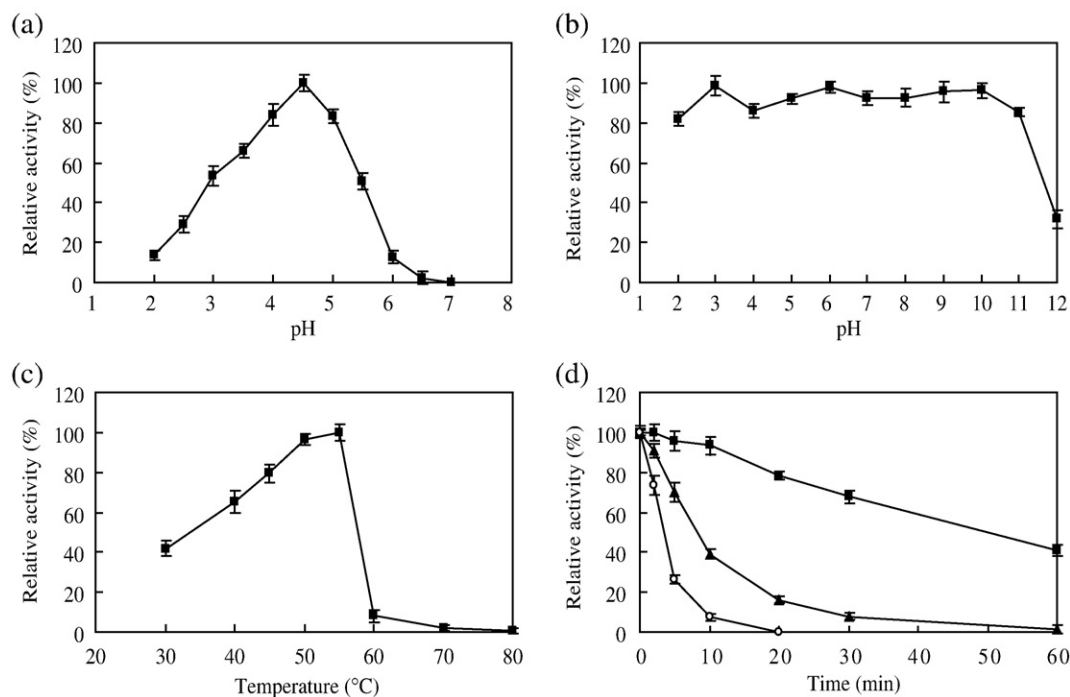 (a)
Relative activity (%)
120
100
80
60
40
20
0
1 2 3 4 5 6 7 8
pH
(b)
Relative activity (%)
120
100
80
60
40
20
0
1 2 3 4 5 6 7 8 9 10 11 12
pH
(c)
Relative activity (%)
120
100
80
60
40
20
0
20 30 40 50 60 70 80
Temperature (°C)
(d)
Relative activity (%)
120
100
80
60
40
20
0
0 10 20 30 40 50 60
Time (min)